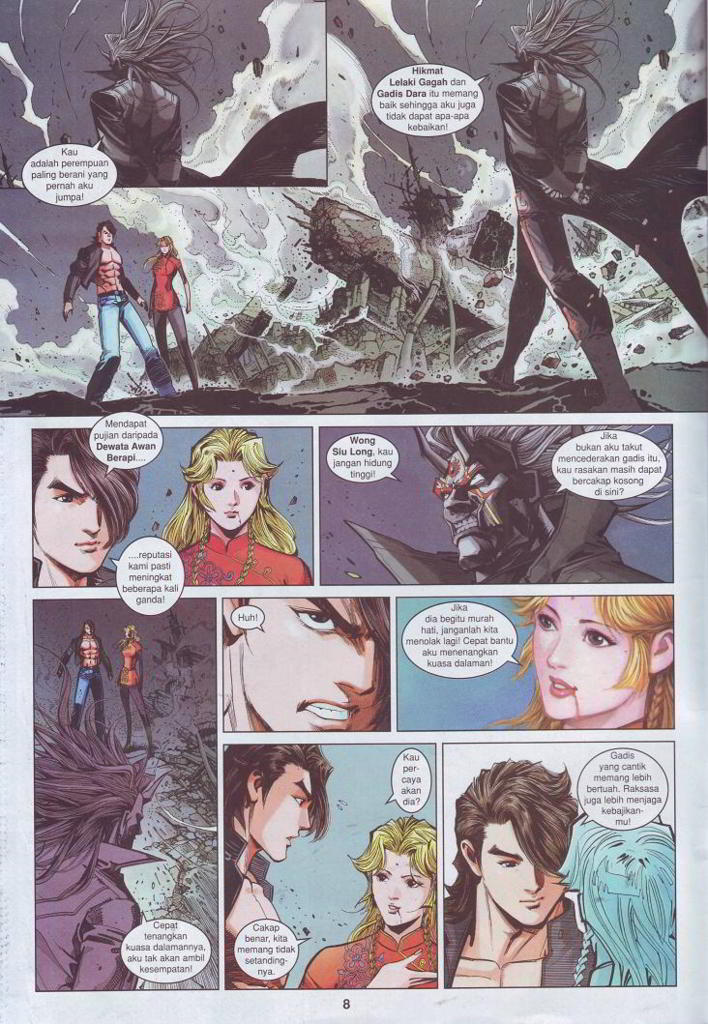 Kau
adalah perempuan
paling berani yang
pernah aku
jumpa!
Hikmat
Lelaki Gagah dan
Gadis Dara itu memang
baik sehingga aku juga
tidak dapat apa-apa
kebaikan!
Mendapat
pujian daripada
Dewata Awan
Berapi....
....reputasi
kami pasti
meningkat
beberapa kali
ganda!
Wong
Siu Long, kau
jangan hidung
tinggi!
Jika
bukan aku takut
mencederakan gadis itu,
kau rasakan masih dapat
bercakap kosong
di sini?
Cepat
tenangkan
kuasa dalamannya,
aku tak akan ambil
kesempatan!
Huh!
Jika
dia begitu murah
hati, janganlah kita
menolak lagi! Cepat bantu
aku menenangkan
kuasa dalaman!
Kau
per-
caya
akan
dia?
Cakap
benar, kita
memang tidak
setanding-
nya.
Gadis
yang cantik
memang lebih
bertuah. Raksasa
juga lebih menjaga
kebajikan-
mu!
8